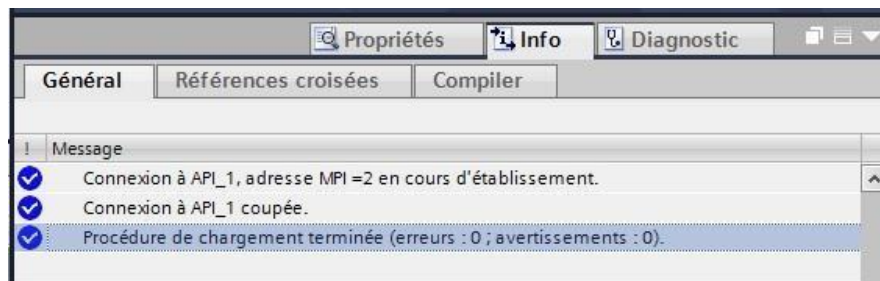 Propriétés Info Diagnostic
Général Références croisées Compiler
! Message
Connexion à API_1, adresse MPI =2 en cours d'établissement.
Connexion à API_1 coupée.
Procédure de chargement terminée (erreurs : 0 ; avertissements : 0).